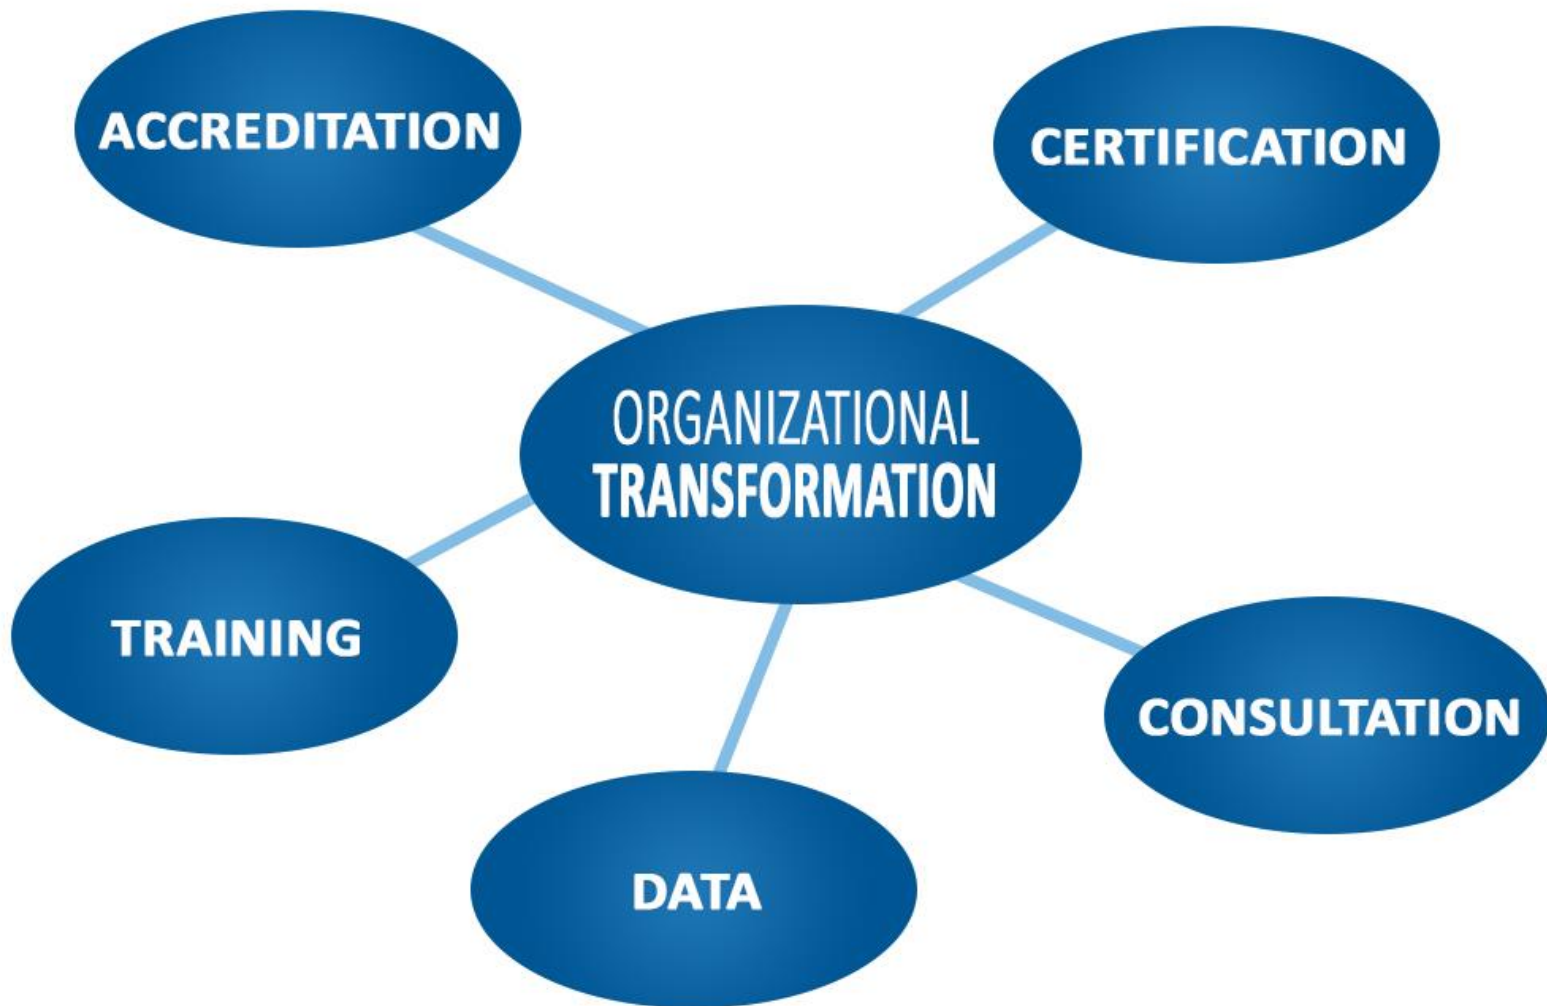 ACCREDITATION
CERTIFICATION
ORGANIZATIONAL
TRANSFORMATION
TRAINING
CONSULTATION
DATA